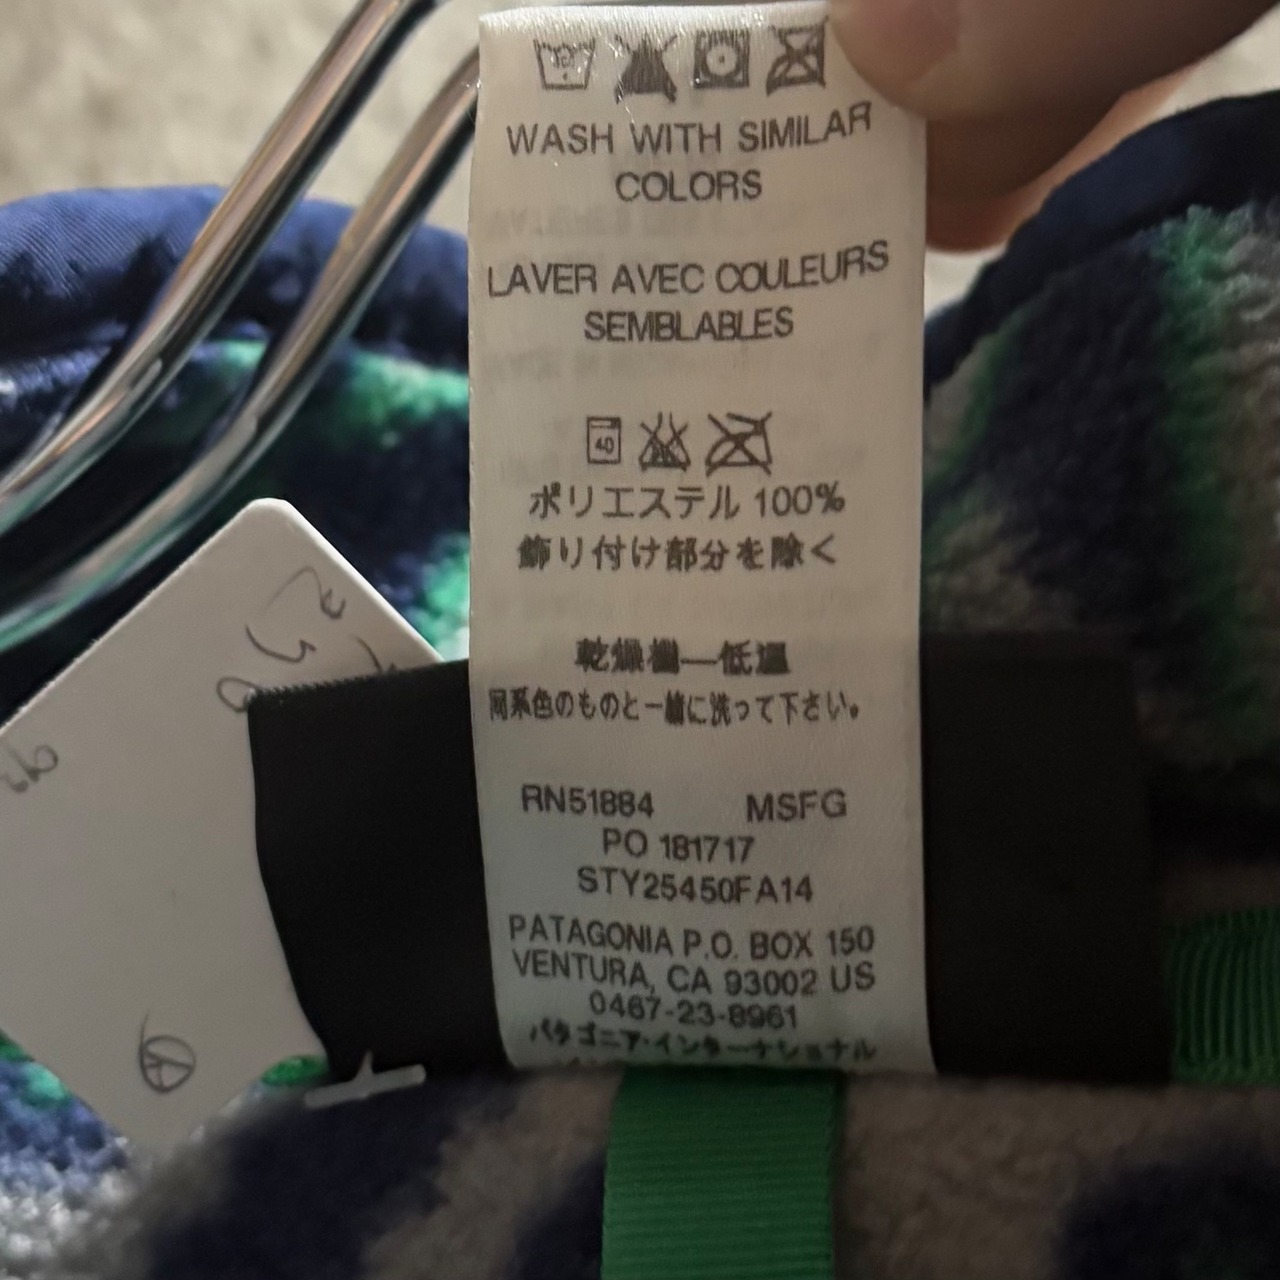 WASH WITH SIMILAR
COLORS
LAVER AVEC COULEURS
SEMBLABLES
40
ポリエステル 100%
飾り付け部分を除く
乾燥機—低温
同系色のものと一緒に洗って下さい。
RN51884 MSFG
PO 181717
STY25450FA14
PATAGONIA P.O. BOX 150
VENTURA, CA 93002 US
0467-23-8961
パタゴニア·インターナショナル